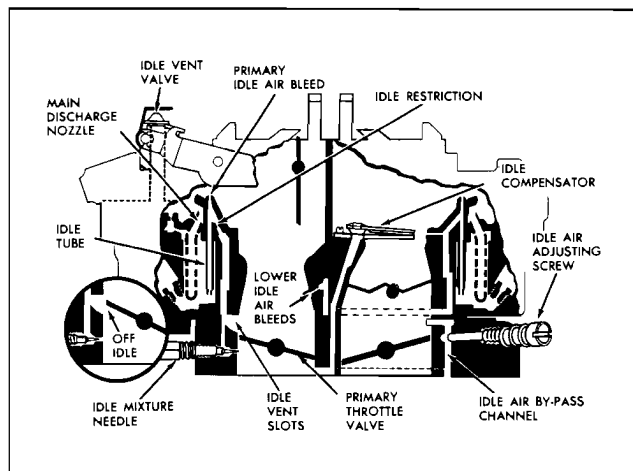 IDLE VENT
VALVE
PRIMARY
IDLE AIR BLEED
IDLE RESTRICTION
MAIN
DISCHARGE
NOZZLE
IDLE
COMPENSATOR
IDLE
TUBE
IDLE AIR
ADJUSTING
SCREW
LOWER
IDLE
AIR
BLEEDS
OFF
IDLE
IDLE MIXTURE
NEEDLE
IDLE
VENT
SLOTS
PRIMARY
THROTTLE
VALVE
IDLE AIR BY-PASS
CHANNEL